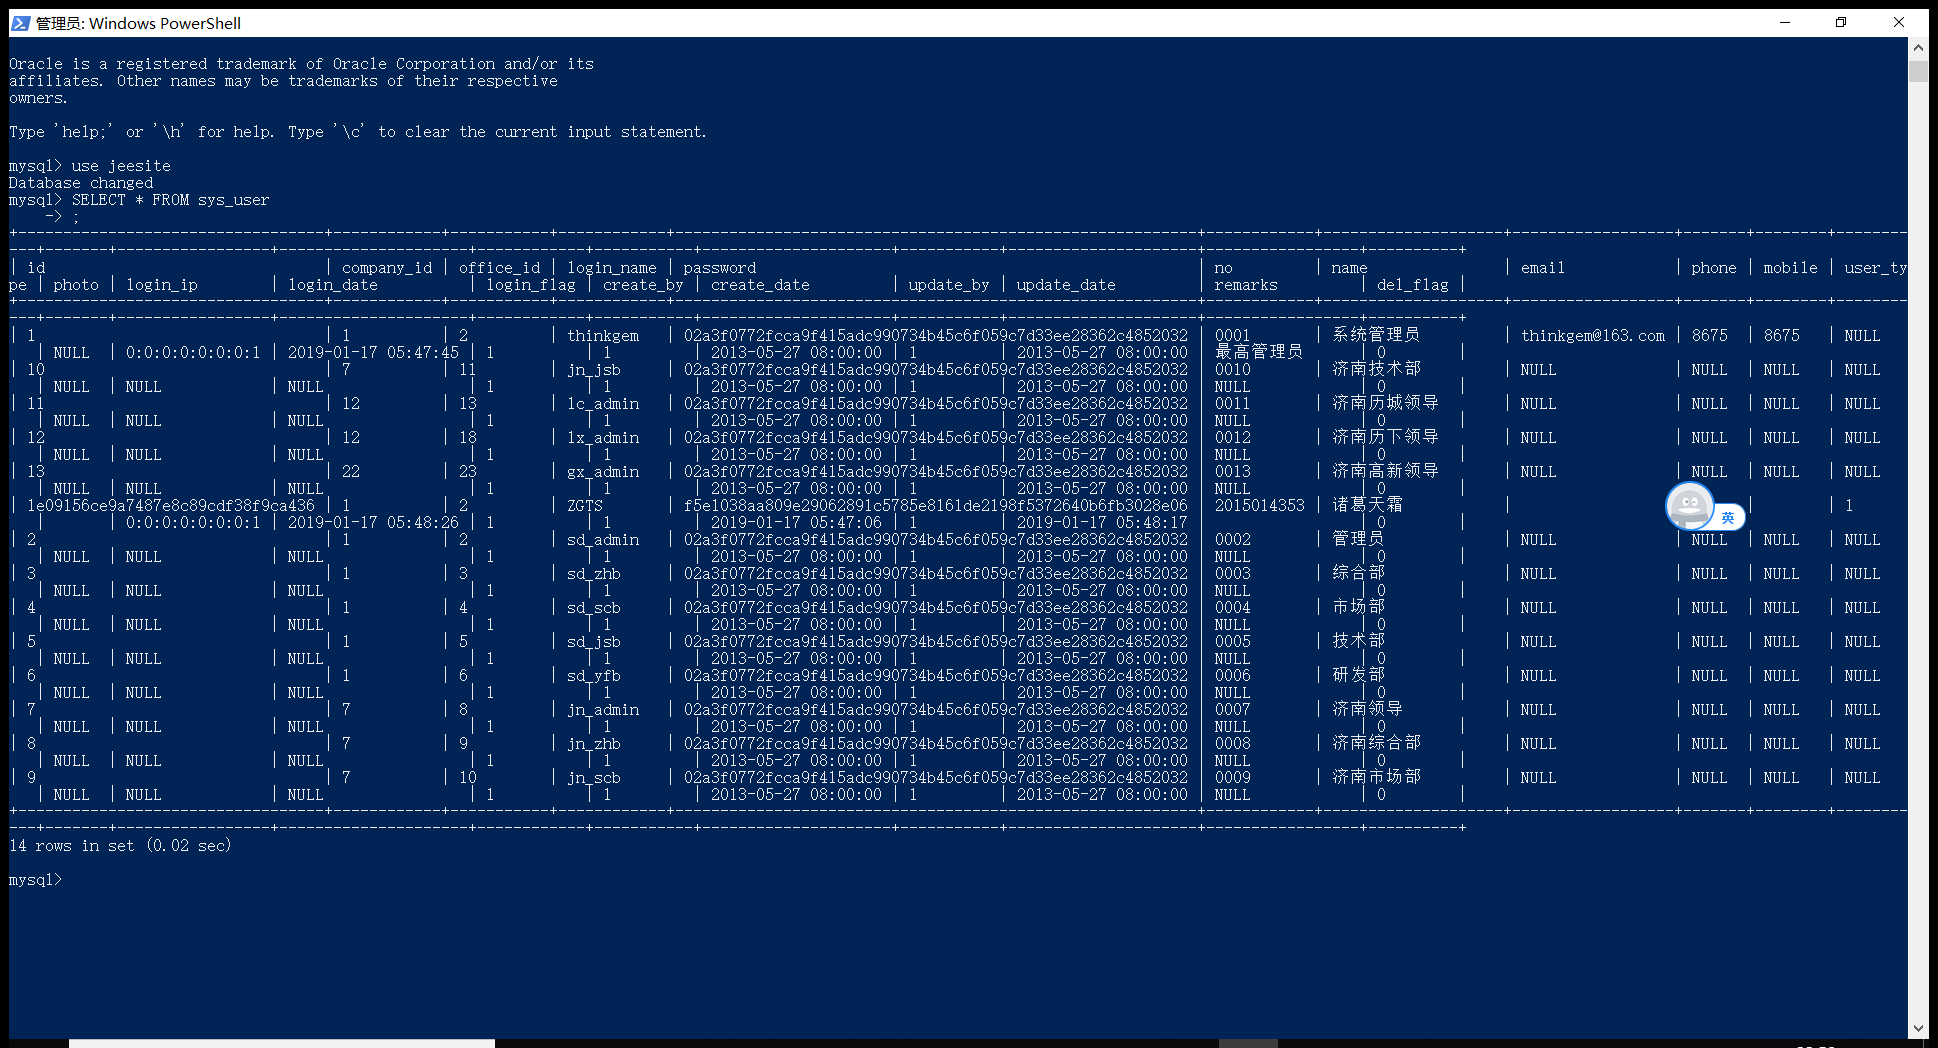 管理员: Windows PowerShell
Oracle is a registered trademark of Oracle Corporation and/or its
affiliates. Other names may be trademarks of their respective
owners.
Type 'help;' or '\h' for help. Type '\c' to clear the current input statement.
mysql> use jeesite
Database changed
mysql> SELECT * FROM sys_user
    -> ;
| id | company_id | office_id | login_name | password | no | name | email | phone | mobile | user_ty
pe | photo | login_ip | login_date | login_flag | create_by | create_date | update_by | update_date | remarks | del_flag |
| 1 | 1 | 2 | thinkgem | 02a3f0772fcca9f415adc990734b45c6f059c7d33ee28362c4852032 | 0001 | 系统管理员 | thinkgem@163.com | 8675 | 8675 | NULL
| NULL | 0:0:0:0:0:0:0:1 | 2019-01-17 05:47:45 | 1 | 1 | 2013-05-27 08:00:00 | 1 | 2013-05-27 08:00:00 | 最高管理员 | 0 |
| 10 | 7 | 11 | jn_jsb | 02a3f0772fcca9f415adc990734b45c6f059c7d33ee28362c4852032 | 0010 | 济南技术部 | NULL | NULL | NULL | NULL
| NULL | NULL | NULL | 1 | 1 | 2013-05-27 08:00:00 | 1 | 2013-05-27 08:00:00 | NULL | 0 |
| 11 | 12 | 13 | lc_admin | 02a3f0772fcca9f415adc990734b45c6f059c7d33ee28362c4852032 | 0011 | 济南历城领导 | NULL | NULL | NULL | NULL
| NULL | NULL | NULL | 1 | 1 | 2013-05-27 08:00:00 | 1 | 2013-05-27 08:00:00 | NULL | 0 |
| 12 | 12 | 18 | lx_admin | 02a3f0772fcca9f415adc990734b45c6f059c7d33ee28362c4852032 | 0012 | 济南历下领导 | NULL | NULL | NULL | NULL
| NULL | NULL | NULL | 1 | 1 | 2013-05-27 08:00:00 | 1 | 2013-05-27 08:00:00 | NULL | 0 |
| 13 | 22 | 23 | gx_admin | 02a3f0772fcca9f415adc990734b45c6f059c7d33ee28362c4852032 | 0013 | 济南高新领导 | NULL | NULL | NULL | NULL
| NULL | NULL | NULL | 1 | 1 | 2013-05-27 08:00:00 | 1 | 2013-05-27 08:00:00 | NULL | 0 |
| 1e09156ce9a7487e8c89cdf38f9ca436 | 1 | 2 | ZGTS | f5e1038aa809e29062891c5785e8161de2198f5372640b6fb3028e06 | 2015014353 | 诸葛天霜 | | | | 1
| | 0:0:0:0:0:0:0:1 | 2019-01-17 05:48:26 | 1 | 1 | 2019-01-17 05:47:06 | 1 | 2019-01-17 05:48:17 | | 0 |
英
| 2 | 1 | 2 | sd_admin | 02a3f0772fcca9f415adc990734b45c6f059c7d33ee28362c4852032 | 0002 | 管理员 | NULL | NULL | NULL | NULL
| NULL | NULL | NULL | 1 | 1 | 2013-05-27 08:00:00 | 1 | 2013-05-27 08:00:00 | NULL | 0 |
| 3 | 1 | 3 | sd_zhb | 02a3f0772fcca9f415adc990734b45c6f059c7d33ee28362c4852032 | 0003 | 综合部 | NULL | NULL | NULL | NULL
| NULL | NULL | NULL | 1 | 1 | 2013-05-27 08:00:00 | 1 | 2013-05-27 08:00:00 | NULL | 0 |
| 4 | 1 | 4 | sd_scb | 02a3f0772fcca9f415adc990734b45c6f059c7d33ee28362c4852032 | 0004 | 市场部 | NULL | NULL | NULL | NULL
| NULL | NULL | NULL | 1 | 1 | 2013-05-27 08:00:00 | 1 | 2013-05-27 08:00:00 | NULL | 0 |
| 5 | 1 | 5 | sd_jsb | 02a3f0772fcca9f415adc990734b45c6f059c7d33ee28362c4852032 | 0005 | 技术部 | NULL | NULL | NULL | NULL
| NULL | NULL | NULL | 1 | 1 | 2013-05-27 08:00:00 | 1 | 2013-05-27 08:00:00 | NULL | 0 |
| 6 | 1 | 6 | sd_yfb | 02a3f0772fcca9f415adc990734b45c6f059c7d33ee28362c4852032 | 0006 | 研发部 | NULL | NULL | NULL | NULL
| NULL | NULL | NULL | 1 | 1 | 2013-05-27 08:00:00 | 1 | 2013-05-27 08:00:00 | NULL | 0 |
| 7 | 7 | 8 | jn_admin | 02a3f0772fcca9f415adc990734b45c6f059c7d33ee28362c4852032 | 0007 | 济南领导 | NULL | NULL | NULL | NULL
| NULL | NULL | NULL | 1 | 1 | 2013-05-27 08:00:00 | 1 | 2013-05-27 08:00:00 | NULL | 0 |
| 8 | 7 | 9 | jn_zhb | 02a3f0772fcca9f415adc990734b45c6f059c7d33ee28362c4852032 | 0008 | 济南综合部 | NULL | NULL | NULL | NULL
| NULL | NULL | NULL | 1 | 1 | 2013-05-27 08:00:00 | 1 | 2013-05-27 08:00:00 | NULL | 0 |
| 9 | 7 | 10 | jn_scb | 02a3f0772fcca9f415adc990734b45c6f059c7d33ee28362c4852032 | 0009 | 济南市场部 | NULL | NULL | NULL | NULL
| NULL | NULL | NULL | 1 | 1 | 2013-05-27 08:00:00 | 1 | 2013-05-27 08:00:00 | NULL | 0 |
14 rows in set (0.02 sec)
mysql>